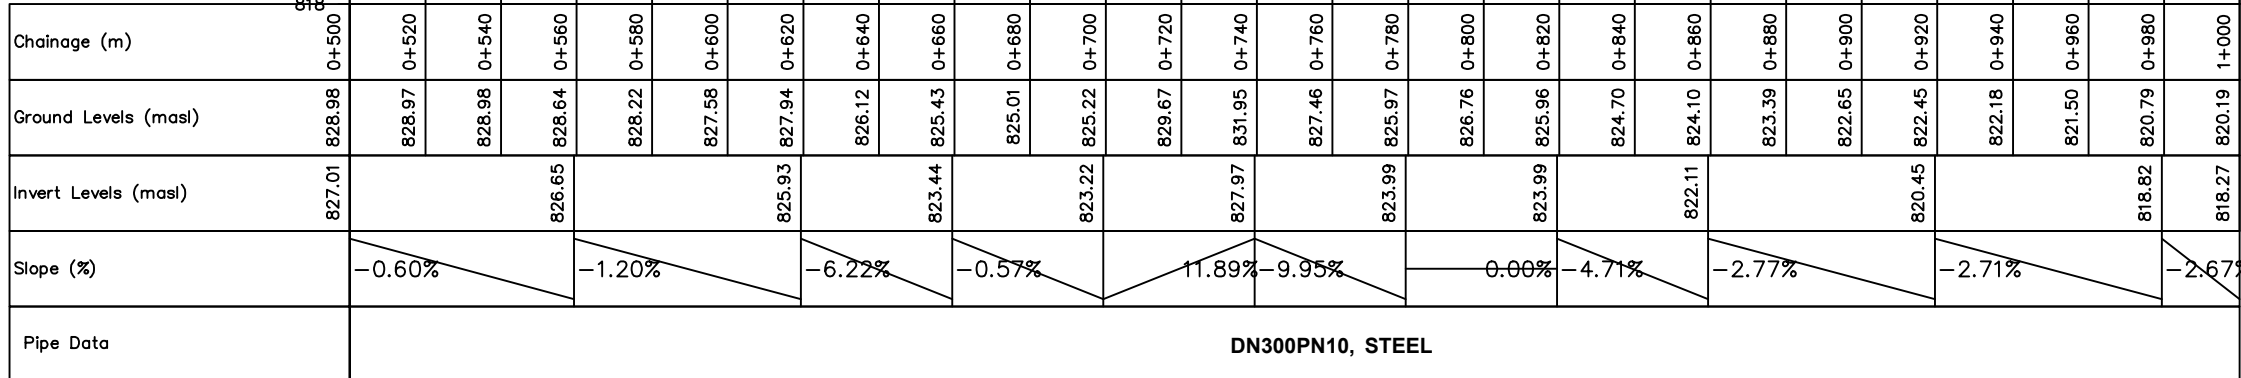 818
Chainage (m) 0+500 0+520 0+540 0+560 0+580 0+600 0+620 0+640 0+660 0+680 0+700 0+720 0+740 0+760 0+780 0+800 0+820 0+840 0+860 0+880 0+900 0+920 0+940 0+960 0+980 1+000
Ground Levels (masl) 828.98 828.97 828.98 828.64 828.22 827.58 827.94 826.12 825.43 825.01 825.22 829.67 831.95 827.46 825.97 826.76 825.96 824.70 824.10 823.39 822.65 822.45 822.18 821.50 820.79 820.19
Invert Levels (masl) 827.01 826.65 825.93 823.44 823.22 827.97 823.99 823.99 822.11 820.45 818.82 818.27
Slope (%) -0.60% -1.20% -6.22% -0.57% 11.89% -9.95% 0.00% -4.71% -2.77% -2.71% -2.67%
Pipe Data DN300PN10, STEEL